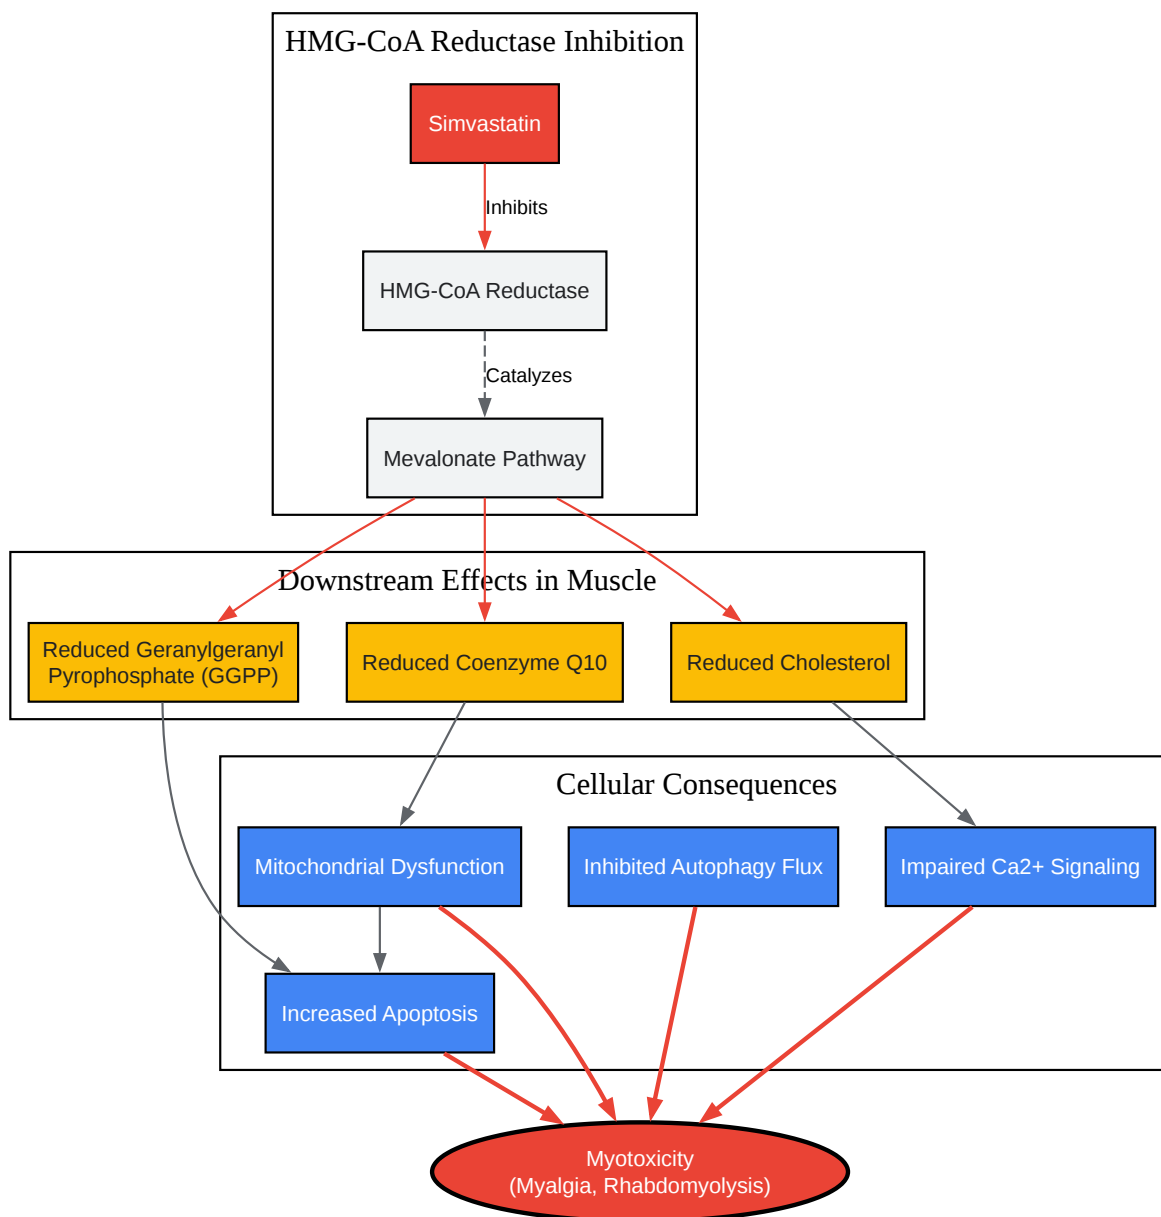 HMG-CoA Reductase Inhibition
Simvastatin
Inhibits
HMG-CoA Reductase
Catalyzes
Mevalonate Pathway
Downstream Effects in Muscle
Reduced Geranylgeranyl
Pyrophosphate (GGPP)
Reduced Coenzyme Q10
Reduced Cholesterol
Cellular Consequences
Mitochondrial Dysfunction
Inhibited Autophagy Flux
Impaired Ca2+ Signaling
Increased Apoptosis
Myotoxicity
(Myalgia, Rhabdomyolysis)